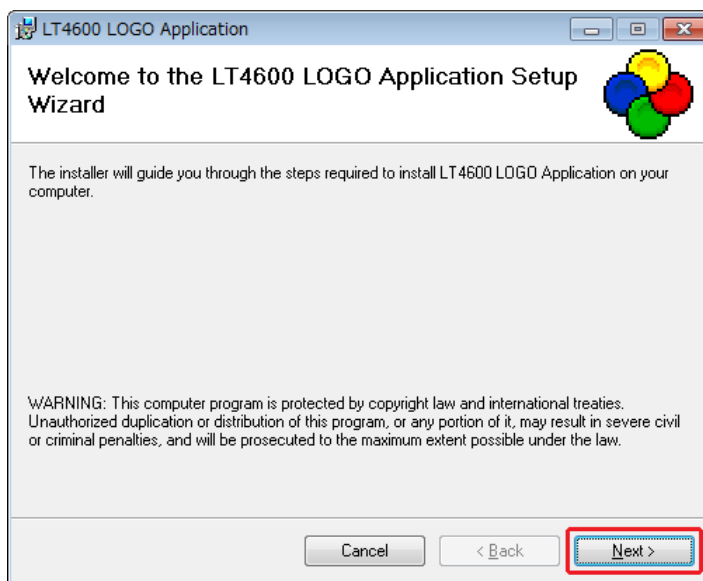 LT4600 LOGO Application
Welcome to the LT4600 LOGO Application Setup
Wizard
The installer will guide you through the steps required to install LT4600 LOGO Application on your
computer.
WARNING: This computer program is protected by copyright law and international treaties.
Unauthorized duplication or distribution of this program, or any portion of it, may result in severe civil
or criminal penalties, and will be prosecuted to the maximum extent possible under the law.
Cancel
< Back
Next >